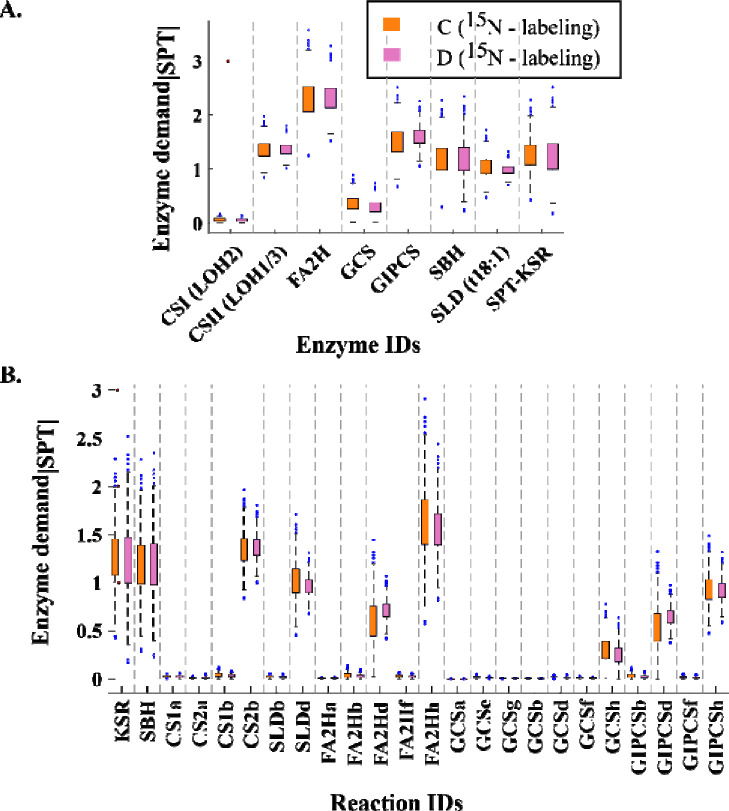 A.
C (15N - labeling)
D (15N - labeling)
Enzyme demand|SPT|
3
2
1
0
CSI (LOH2)
CSII (LOH1/3)
FA2H
GCS
GIPCS
SBH
SLD (t18:1)
SPT-KSR
Enzyme IDs
B.
Enzyme demand|SPT|
3
2.5
2
1.5
1
0.5
0
KSR
SBH
CS1a
CS2a
CS1b
CS2b
SLDb
SLDd
FA2Ha
FA2Hb
FA2Hd
FA2Hf
FA2Hh
GCSa
GCSe
GCSg
GCSb
GCSd
GCSf
GCSh
GIPCSb
GIPCSd
GIPCSf
GIPCSh
Reaction IDs